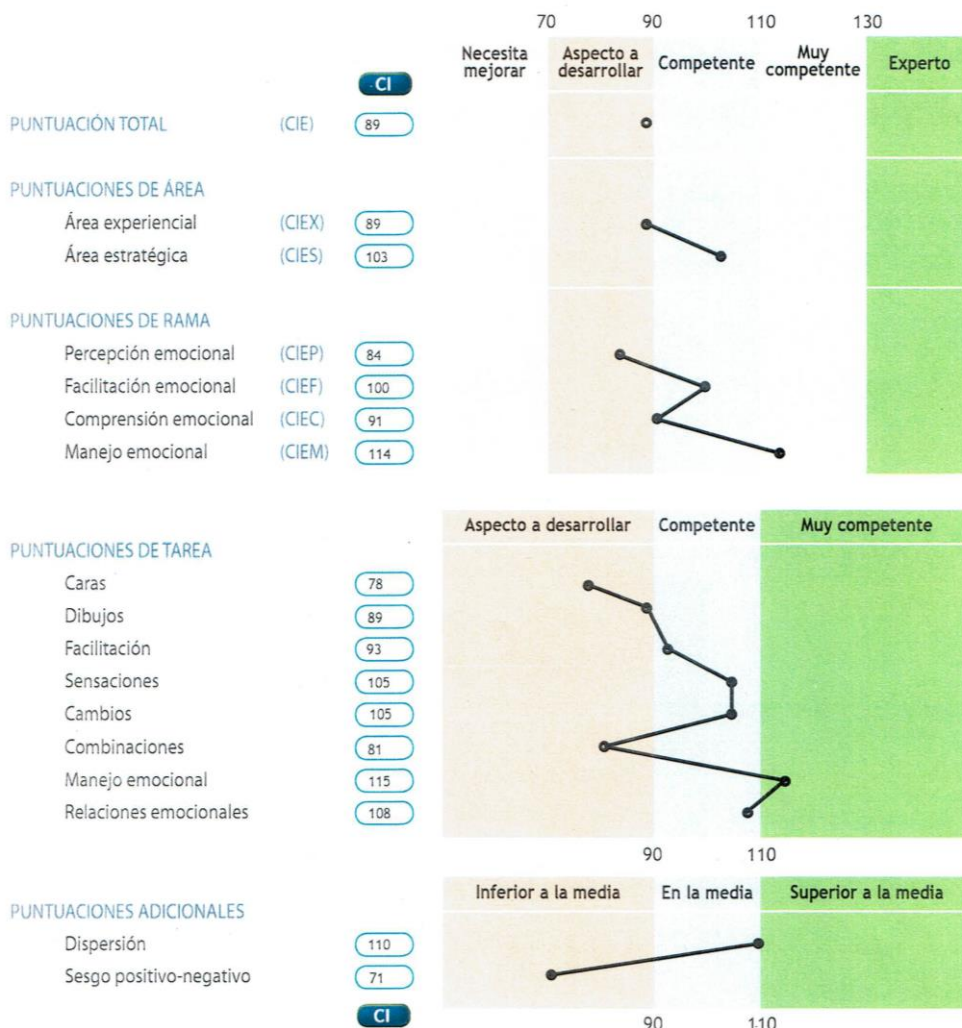 70 90 110 130
Necesita mejorar Aspecto a desarrollar Competente Muy competente Experto
CI
PUNTUACIÓN TOTAL (CIE) 89
PUNTUACIONES DE ÁREA
Área experiencial (CIEX) 89
Área estratégica (CIES) 103
PUNTUACIONES DE RAMA
Percepción emocional (CIEP) 84
Facilitación emocional (CIEF) 100
Comprensión emocional (CIEC) 91
Manejo emocional (CIEM) 114
Aspecto a desarrollar Competente Muy competente
PUNTUACIONES DE TAREA
Caras 78
Dibujos 89
Facilitación 93
Sensaciones 105
Cambios 105
Combinaciones 81
Manejo emocional 115
Relaciones emocionales 108
90 110
Inferior a la media En la media Superior a la media
PUNTUACIONES ADICIONALES
Dispersión 110
Sesgo positivo-negativo 71
CI
90 110